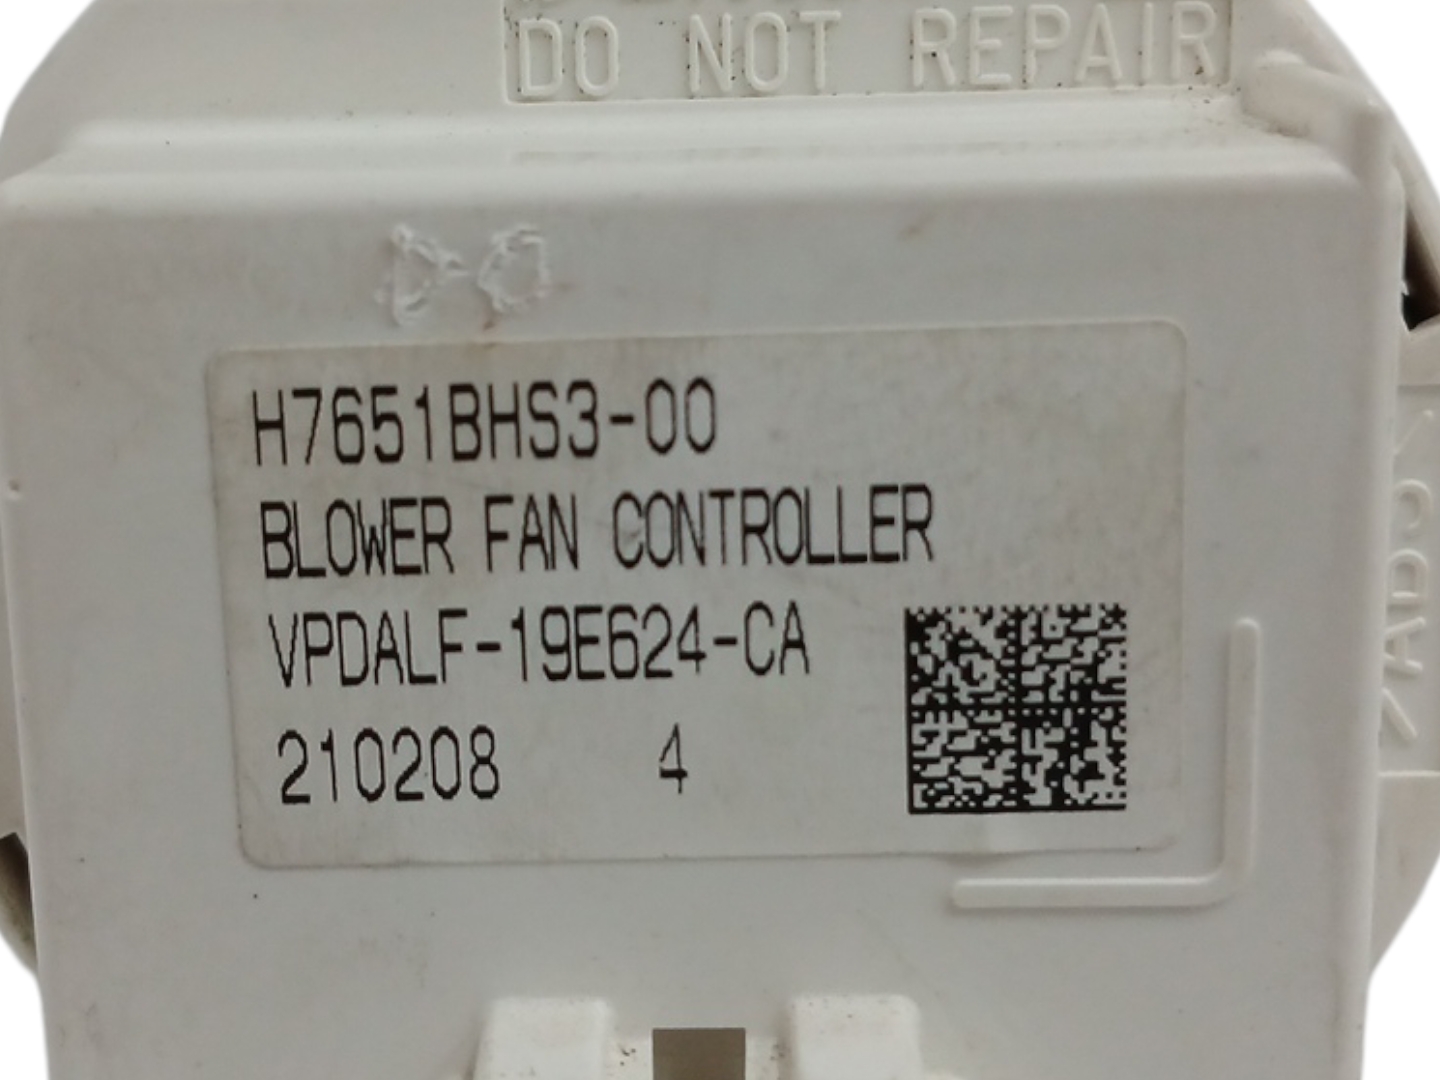 DO NOT REPAIR
H7651BHS3-00
BLOWER FAN CONTROLLER
VPDALF-19E624-CA
210208 4